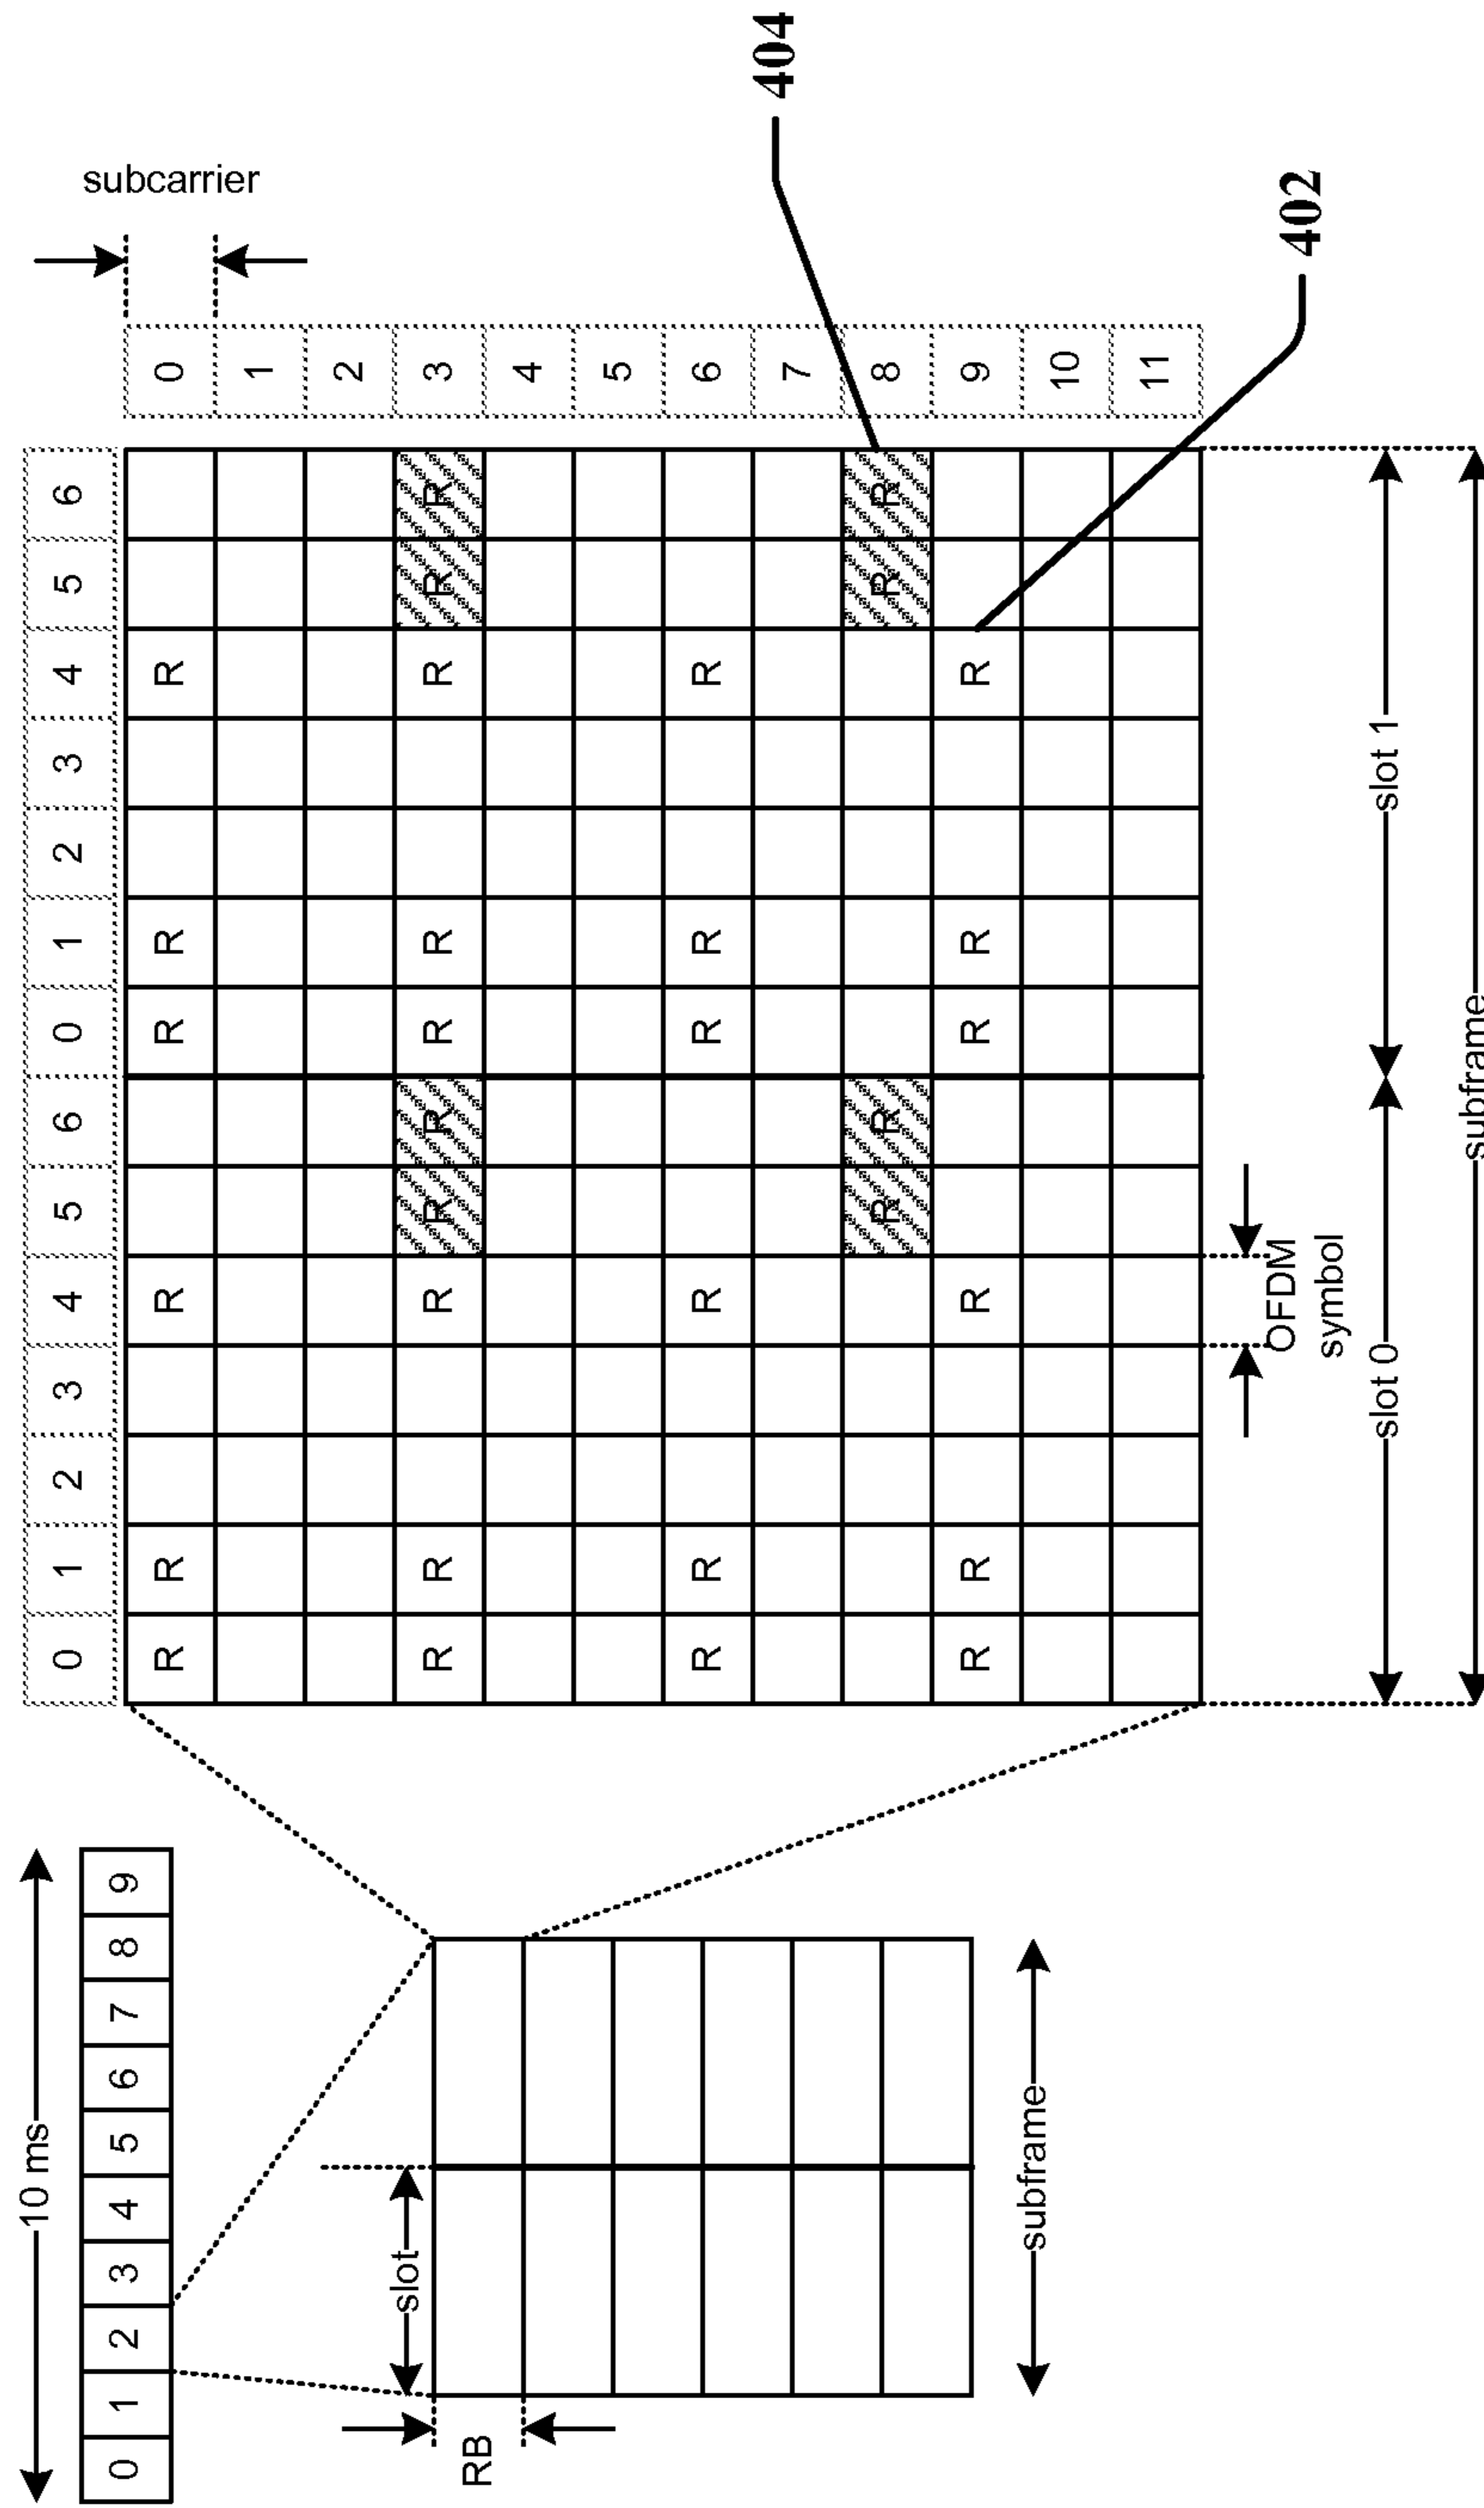 10 ms
0 1 2 3 4 5 6 7 8 9
slot
RB
subframe
0 1 2 3 4 5 6 0 1 2 3 4 5 6
subcarrier
R R R R R R 0
1
2
R R R R R R R R R R 3
4
5
R R R R R R 6
7
R R R R 8
R R R R R R 9
10
11
404
402
OFDM
symbol
slot 0 slot 1
subframe